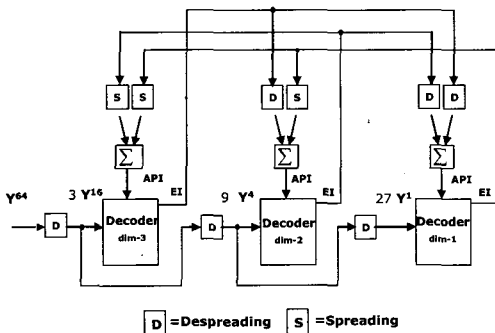 S S D S D D
Σ Σ Σ
API EI API EI API EI
Y64 3 Y16 9 Y4 27 Y1
D Decoder dim-3 D Decoder dim-2 D Decoder dim-1
D =Despreading S =Spreading